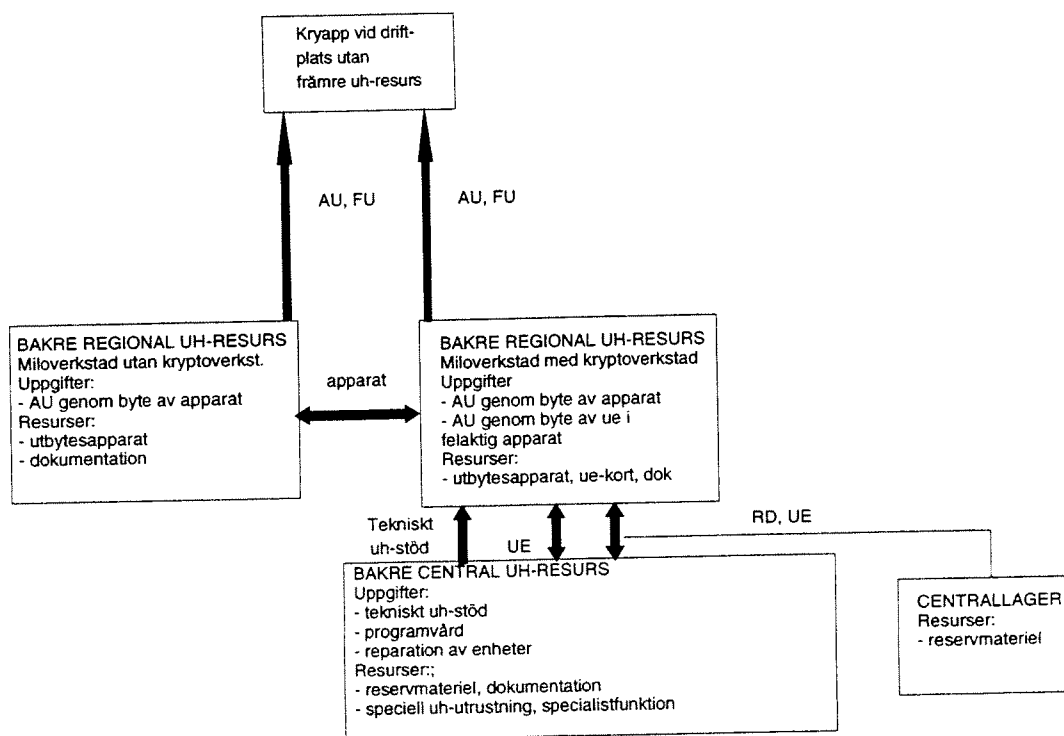 Kryapp vid drift-
plats utan
främre uh-resurs
AU, FU
AU, FU
BAKRE REGIONAL UH-RESURS
Miloverkstad utan kryptoverkst.
Uppgifter:
- AU genom byte av apparat
Resurser:
- utbytesapparat
- dokumentation
apparat
BAKRE REGIONAL UH-RESURS
Miloverkstad med kryptoverkstad
Uppgifter
- AU genom byte av apparat
- AU genom byte av ue i
felaktig apparat
Resurser:
- utbytesapparat, ue-kort, dok
Tekniskt
uh-stöd
UE
RD, UE
BAKRE CENTRAL UH-RESURS
Uppgifter:
- tekniskt uh-stöd
- programvård
- reparation av enheter
Resurser:;
- reservmateriel, dokumentation
- speciell uh-utrustning, specialistfunktion
CENTRALLAGER
Resurser:
- reservmateriel